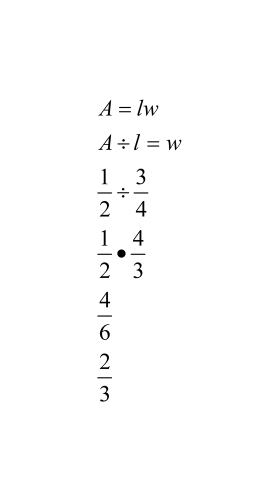 A = lw
A ÷ l = w
1/2 ÷ 3/4
1/2 • 4/3
4/6
2/3